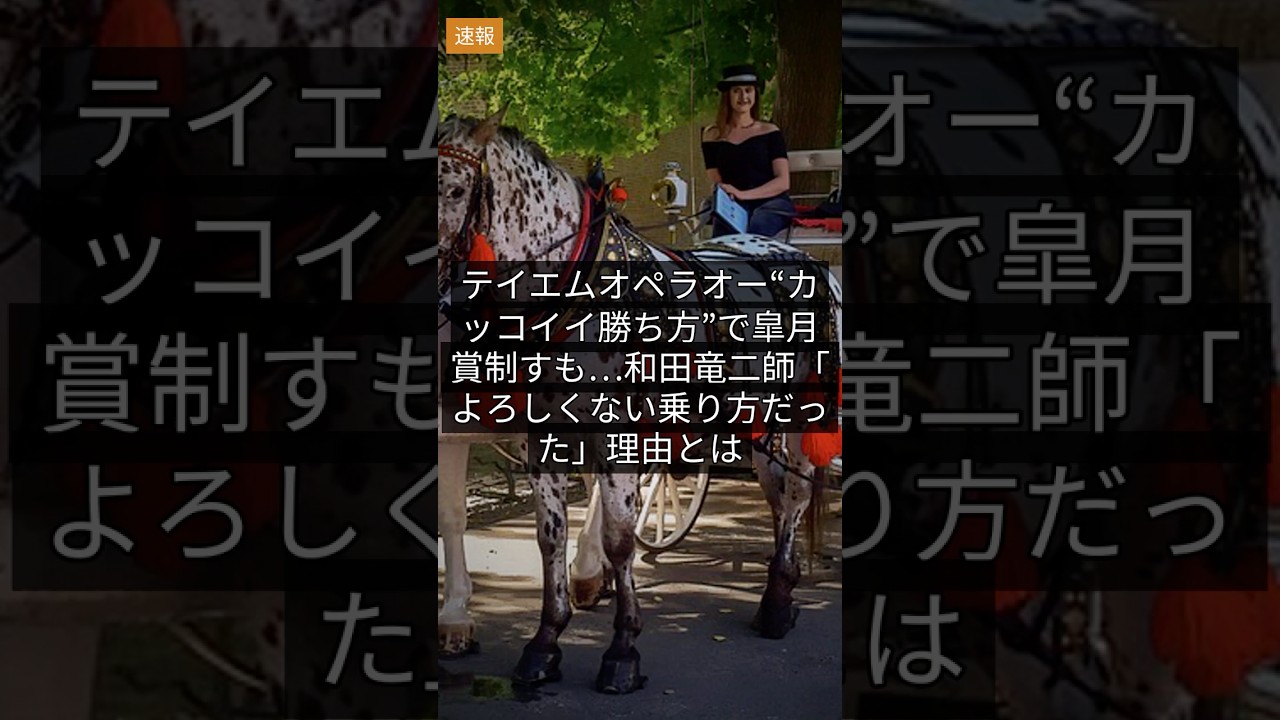 速報
テイエムオペラオー“カ
ッコイイ勝ち方”で皐月
賞制すも…和田竜二師「
よろしくない乗り方だっ
た」理由とは